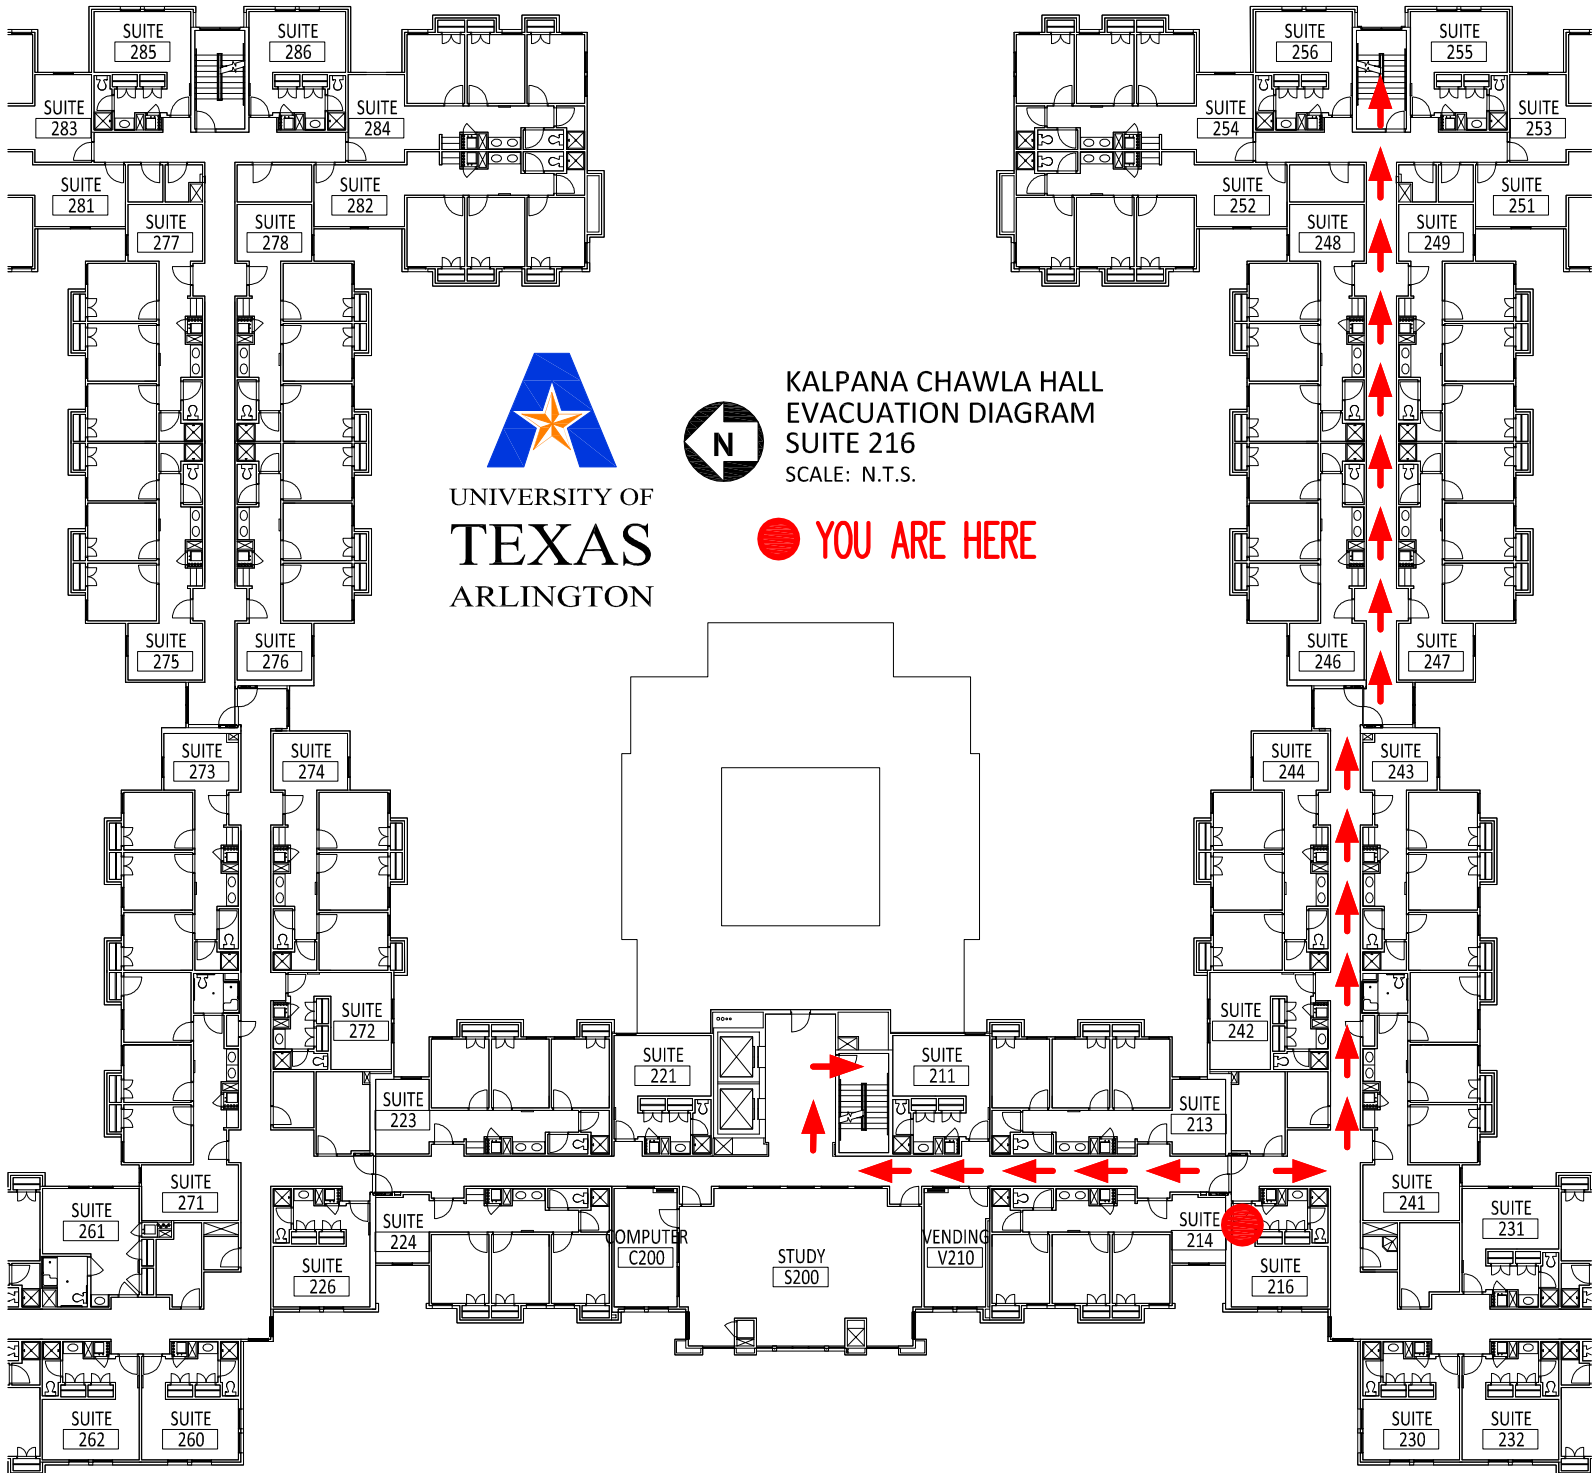 SUITE
285
SUITE
286
SUITE
256
SUITE
255
SUITE
283
SUITE
284
SUITE
254
SUITE
253
SUITE
281
SUITE
282
SUITE
252
SUITE
251
SUITE
277
SUITE
278
SUITE
248
SUITE
249
KALPANA CHAWLA HALL
EVACUATION DIAGRAM
SUITE 216
SCALE: N.T.S.
N
UNIVERSITY OF
TEXAS
ARLINGTON
YOU ARE HERE
SUITE
275
SUITE
276
SUITE
246
SUITE
247
SUITE
273
SUITE
274
SUITE
244
SUITE
243
SUITE
272
SUITE
242
SUITE
221
SUITE
211
SUITE
223
SUITE
213
SUITE
271
SUITE
241
SUITE
261
SUITE
224
COMPUTER
C200
STUDY
S200
VENDING
V210
SUITE
214
SUITE
231
SUITE
226
SUITE
216
SUITE
262
SUITE
260
SUITE
230
SUITE
232